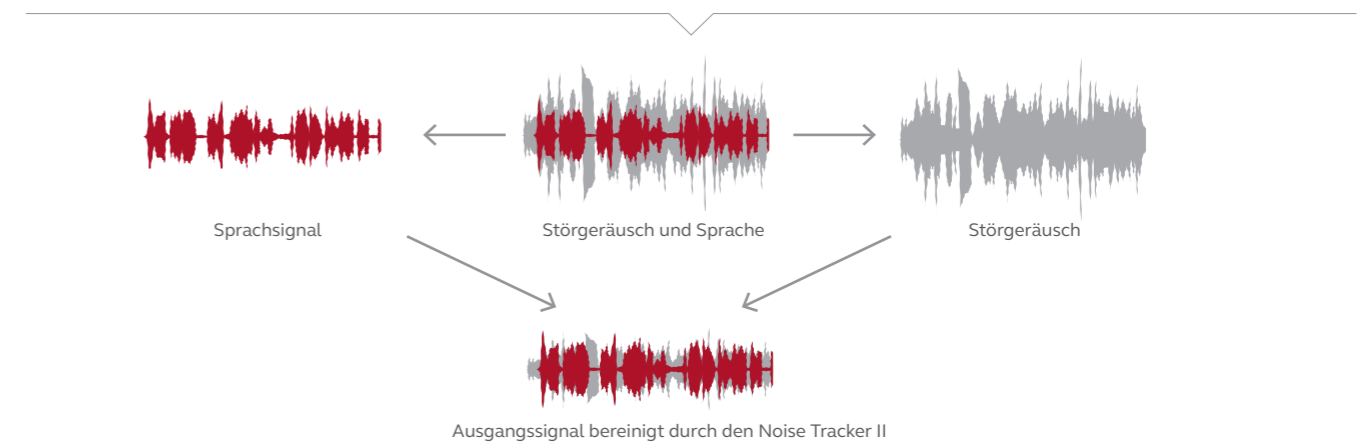 Sprachsignal
Störgeräusch und Sprache
Störgeräusch
Ausgangssignal bereinigt durch den Noise Tracker II